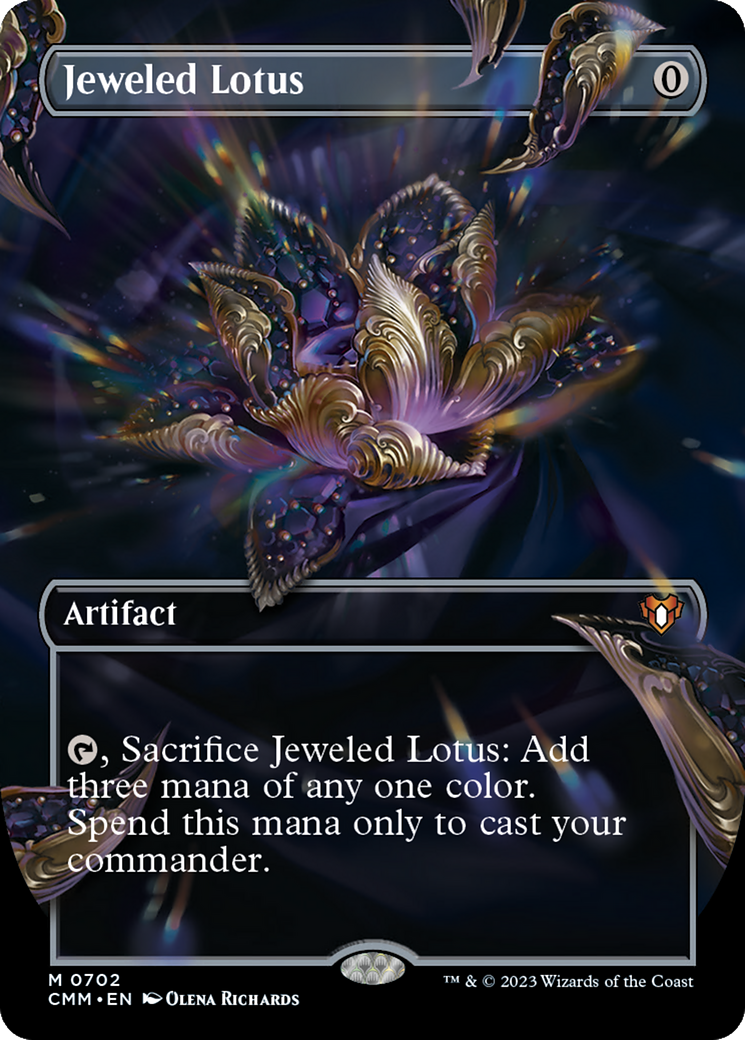 Jeweled Lotus 0
Artifact
, Sacrifice Jeweled Lotus: Add
three mana of any one color.
Spend this mana only to cast your
commander.
M 0702
CMM • EN OLENA RICHARDS
™ & © 2023 Wizards of the Coast